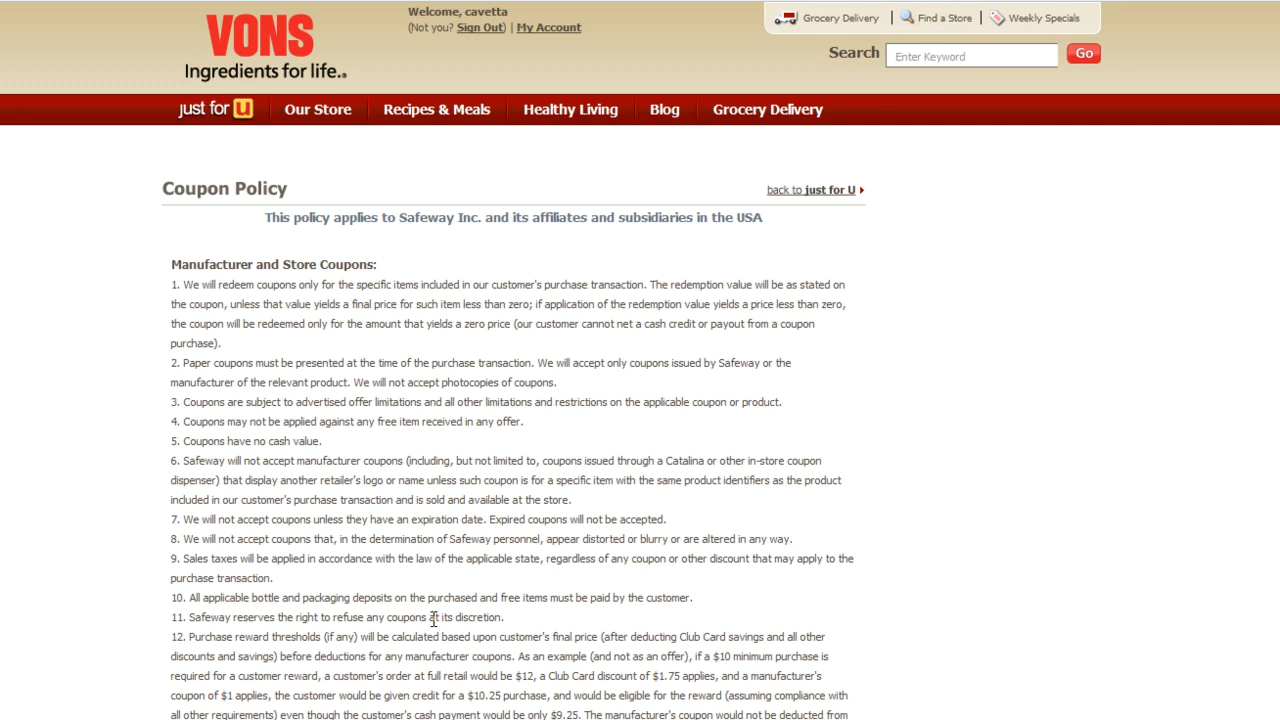 Welcome, cavetta
(Not you? Sign Out) | My Account
Grocery Delivery | Find a Store | Weekly Specials
VONS
Ingredients for life.®
Search Enter Keyword Go
just for U Our Store Recipes & Meals Healthy Living Blog Grocery Delivery
Coupon Policy
back to just for U
This policy applies to Safeway Inc. and its affiliates and subsidiaries in the USA
Manufacturer and Store Coupons:
1. We will redeem coupons only for the specific items included in our customer's purchase transaction. The redemption value will be as stated on
the coupon, unless that value yields a final price for such item less than zero; if application of the redemption value yields a price less than zero,
the coupon will be redeemed only for the amount that yields a zero price (our customer cannot net a cash credit or payout from a coupon
purchase).
2. Paper coupons must be presented at the time of the purchase transaction. We will accept only coupons issued by Safeway or the
manufacturer of the relevant product. We will not accept photocopies of coupons.
3. Coupons are subject to advertised offer limitations and all other limitations and restrictions on the applicable coupon or product.
4. Coupons may not be applied against any free item received in any offer.
5. Coupons have no cash value.
6. Safeway will not accept manufacturer coupons (including, but not limited to, coupons issued through a Catalina or other in-store coupon
dispenser) that display another retailer's logo or name unless such coupon is for a specific item with the same product identifiers as the product
included in our customer's purchase transaction and is sold and available at the store.
7. We will not accept coupons unless they have an expiration date. Expired coupons will not be accepted.
8. We will not accept coupons that, in the determination of Safeway personnel, appear distorted or blurry or are altered in any way.
9. Sales taxes will be applied in accordance with the law of the applicable state, regardless of any coupon or other discount that may apply to the
purchase transaction.
10. All applicable bottle and packaging deposits on the purchased and free items must be paid by the customer.
11. Safeway reserves the right to refuse any coupons at its discretion.
12. Purchase reward thresholds (if any) will be calculated based upon customer's final price (after deducting Club Card savings and all other
discounts and savings) before deductions for any manufacturer coupons. As an example (and not as an offer), if a $10 minimum purchase is
required for a customer reward, a customer's order at full retail would be $12, a Club Card discount of $1.75 applies, and a manufacturer's
coupon of $1 applies, the customer would be given credit for a $10.25 purchase, and would be eligible for the reward (assuming compliance with
all other requirements) even though the customer's cash payment would be only $9.25. The manufacturer's coupon would not be deducted from